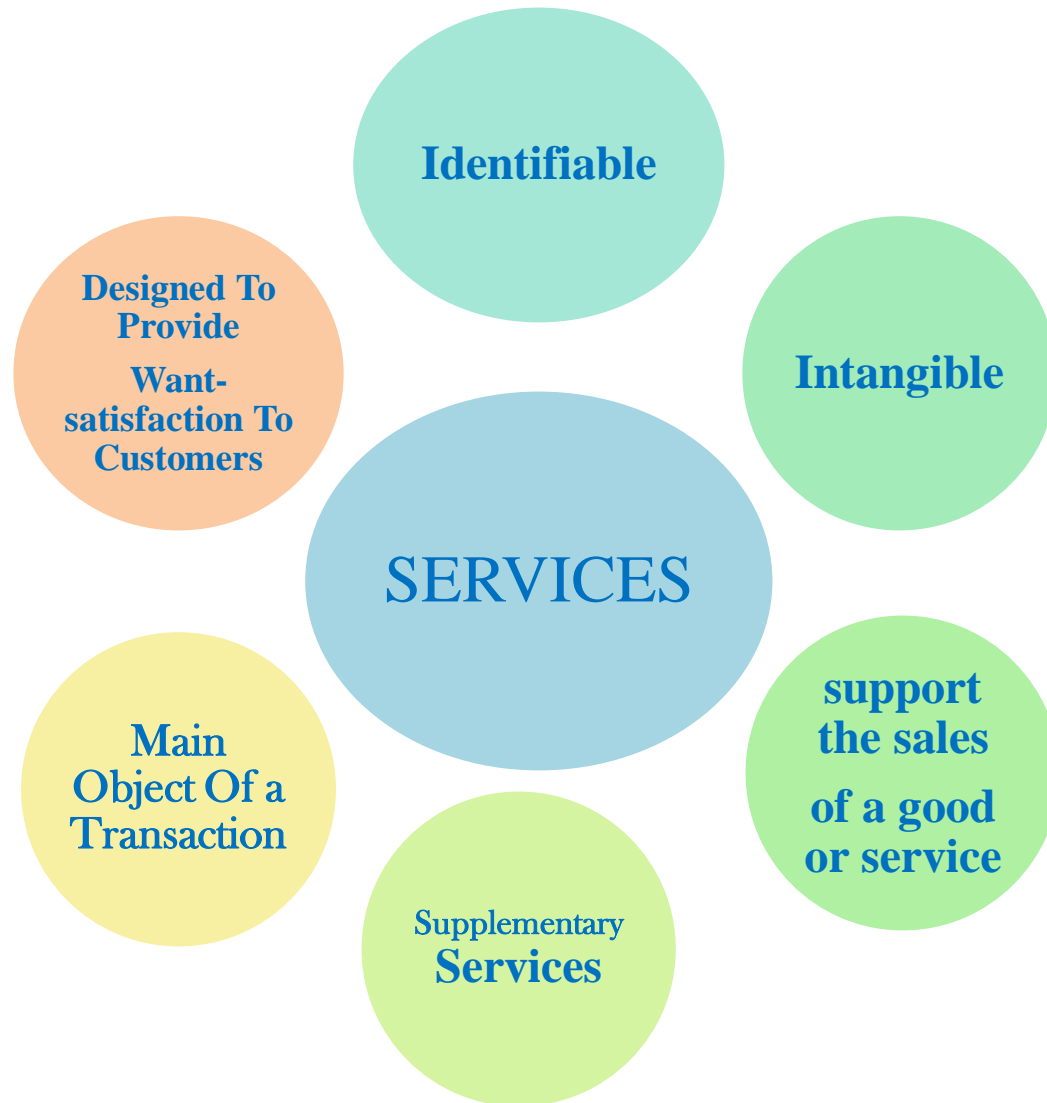 Identifiable
Designed To
Provide
Want-
satisfaction To
Customers
Intangible
SERVICES
support
the sales
of a good
or service
Main
Object Of a
Transaction
Supplementary
Services